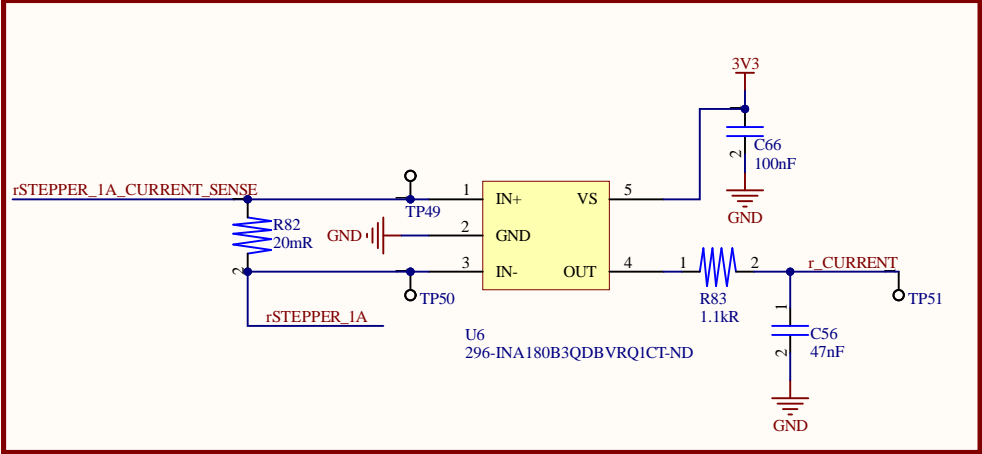 3V3
C66
2
100nF
GND
rSTEPPER_1A_CURRENT_SENSE
1
IN+
VS
5
TP49
R82
20mR
GND
2
GND
2
3
IN-
OUT
4
1
2
r_CURRENT
TP50
TP51
rSTEPPER_1A
R83
1.1kR
1
C56
47nF
2
U6
296-INA180B3QDBVRQ1CT-ND
GND